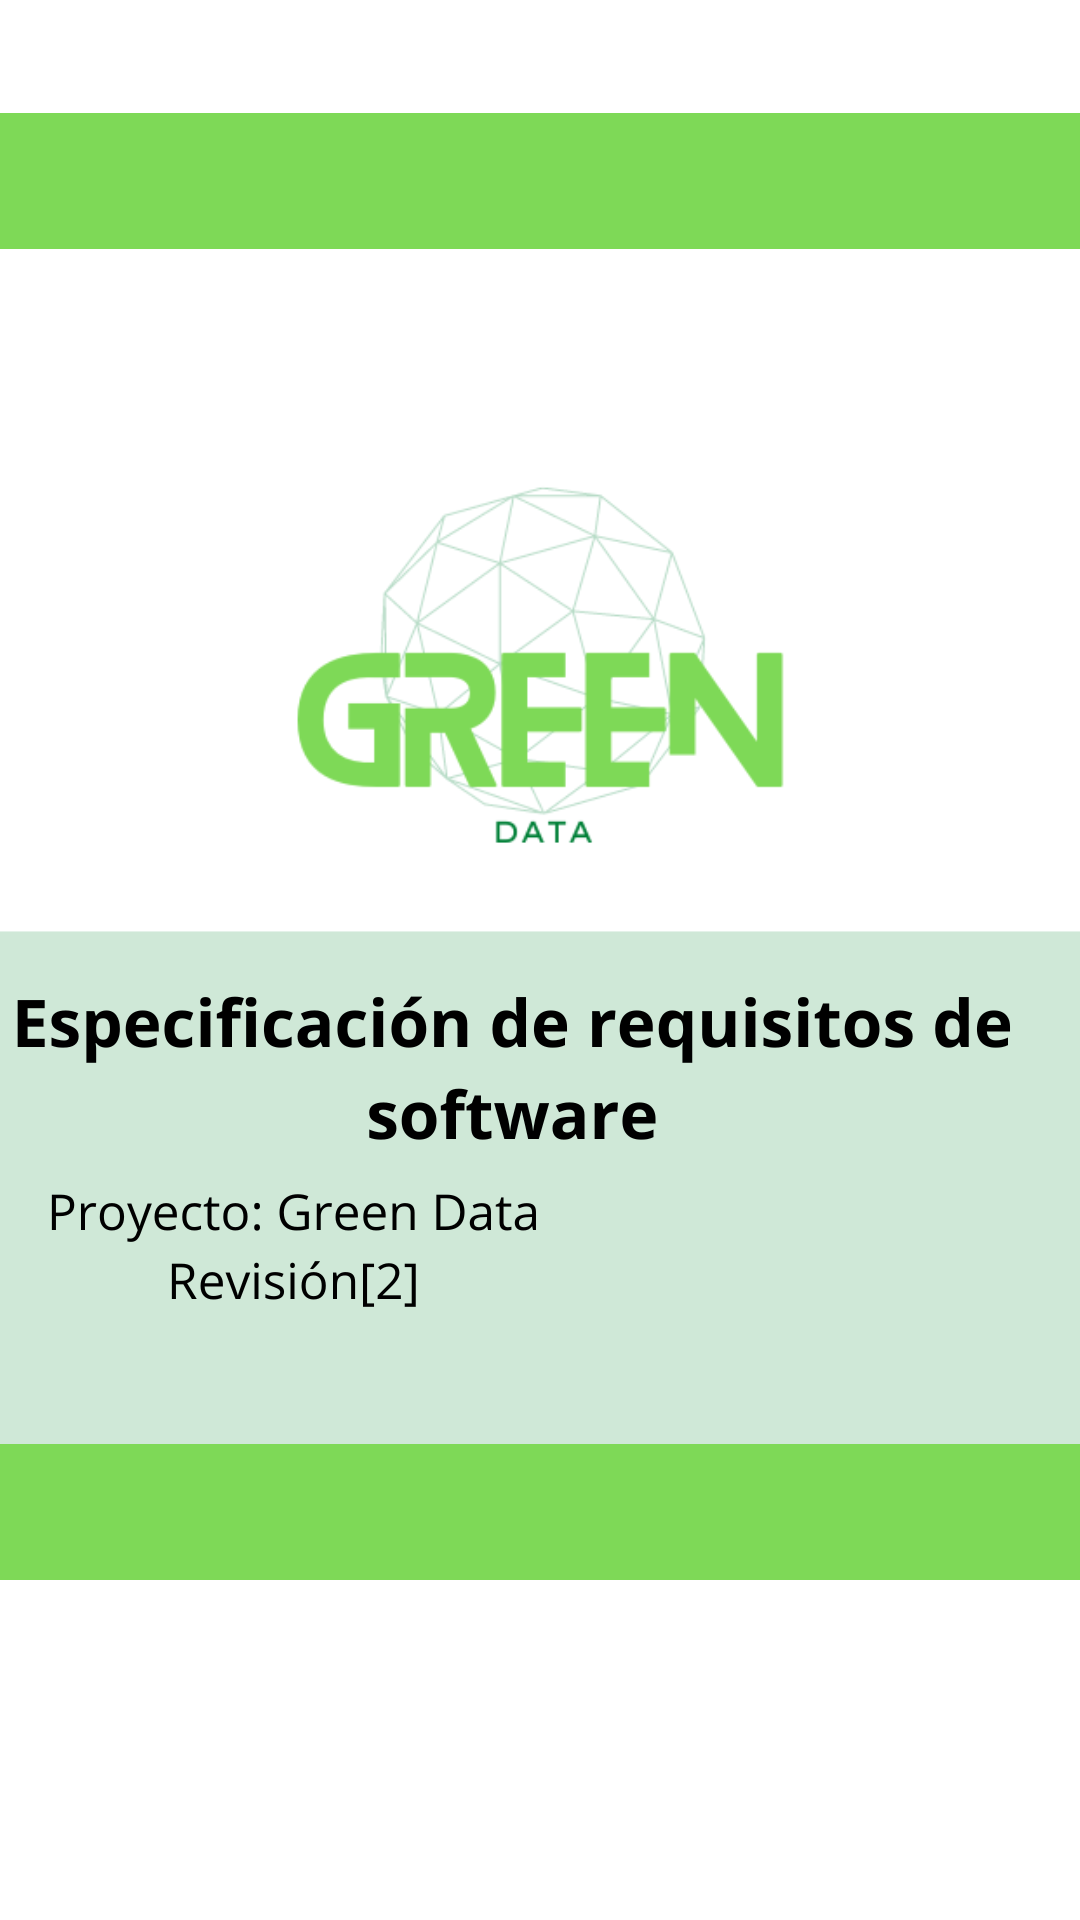 GREEN
DATA
Especificación de requisitos de
software
Proyecto: Green Data
Revisión[2]